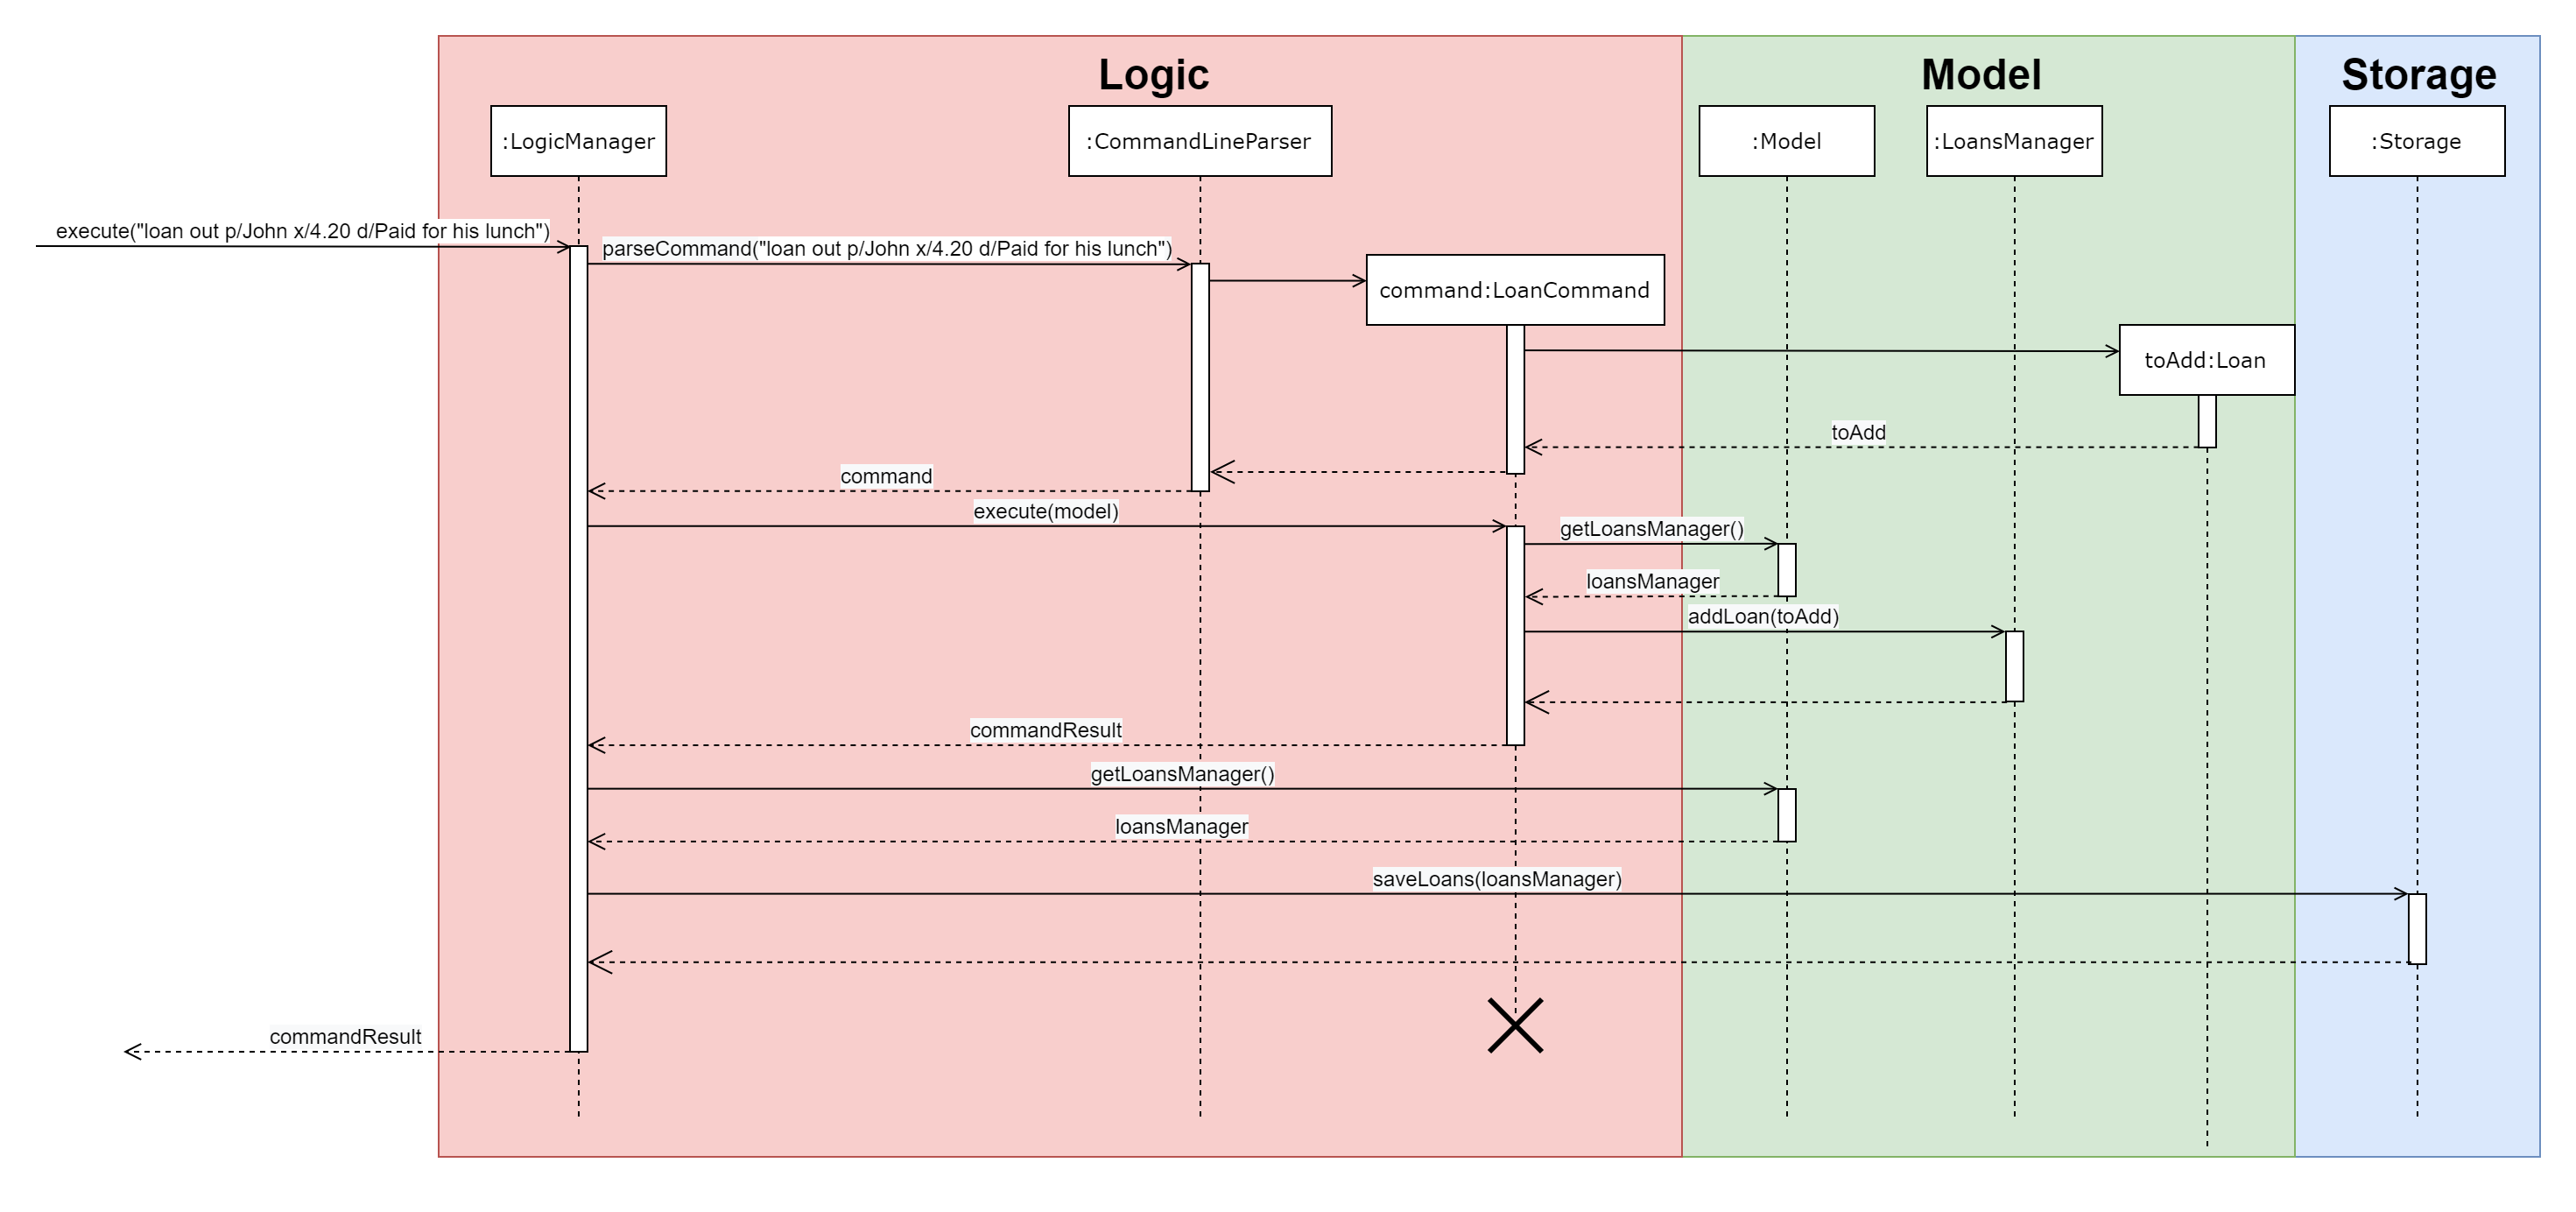 Logic
Model
Storage
:LogicManager
:CommandLineParser
:Model
:LoansManager
:Storage
execute("loan out p/John x/4.20 d/Paid for his lunch")
parseCommand("loan out p/John x/4.20 d/Paid for his lunch")
command:LoanCommand
toAdd:Loan
toAdd
command
execute(model)
getLoansManager()
loansManager
addLoan(toAdd)
commandResult
getLoansManager()
loansManager
saveLoans(loansManager)
commandResult